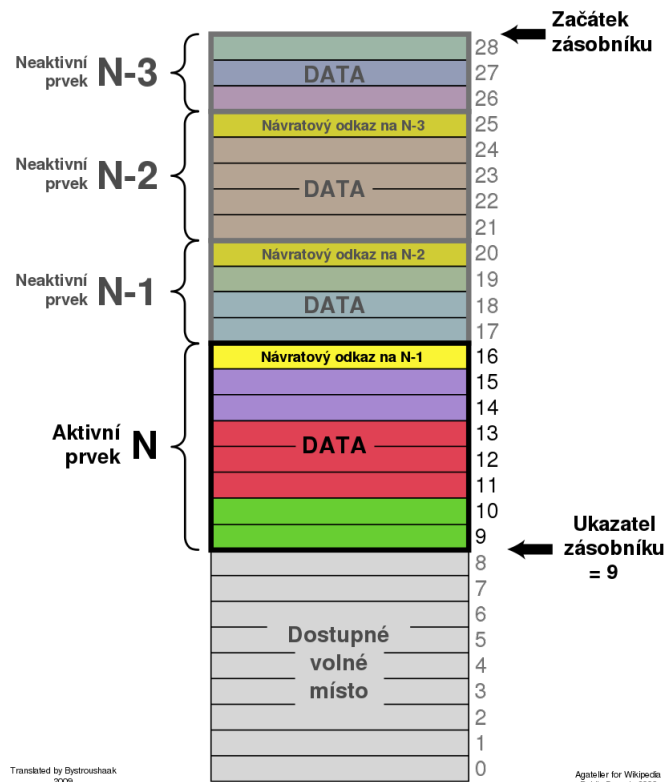 Začátek
zásobníku
28
27
26
25
24
23
22
21
20
19
18
17
16
15
14
13
12
11
10
9
8
7
6
5
4
3
2
1
0
Neaktivní
prvek N-3
DATA
Návratový odkaz na N-3
Neaktivní
prvek N-2
DATA
Návratový odkaz na N-2
Neaktivní
prvek N-1
DATA
Návratový odkaz na N-1
Aktivní
prvek N
DATA
Ukazatel
zásobníku
= 9
Dostupné
volné
místo
Translated by Bystroushaak
2009
Agateller for Wikipedia